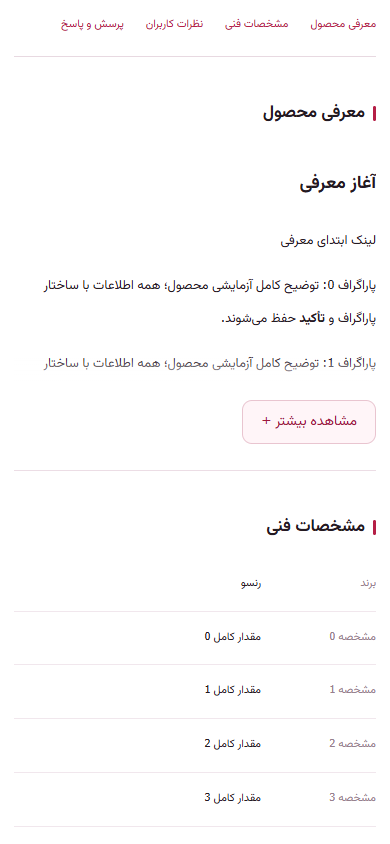 معرفی محصول مشخصات فنی نظرات کاربران پرسش و پاسخ
معرفی محصول
آغاز معرفی
لینک ابتدای معرفی
پاراگراف 0: توضیح کامل آزمایشی محصول؛ همه اطلاعات با ساختار
پاراگراف و تأکید حفظ می‌شوند.
پاراگراف 1: توضیح کامل آزمایشی محصول؛ همه اطلاعات با ساختار
مشاهده بیشتر +
مشخصات فنی
برند رنسو
مشخصه 0 مقدار کامل 0
مشخصه 1 مقدار کامل 1
مشخصه 2 مقدار کامل 2
مشخصه 3 مقدار کامل 3